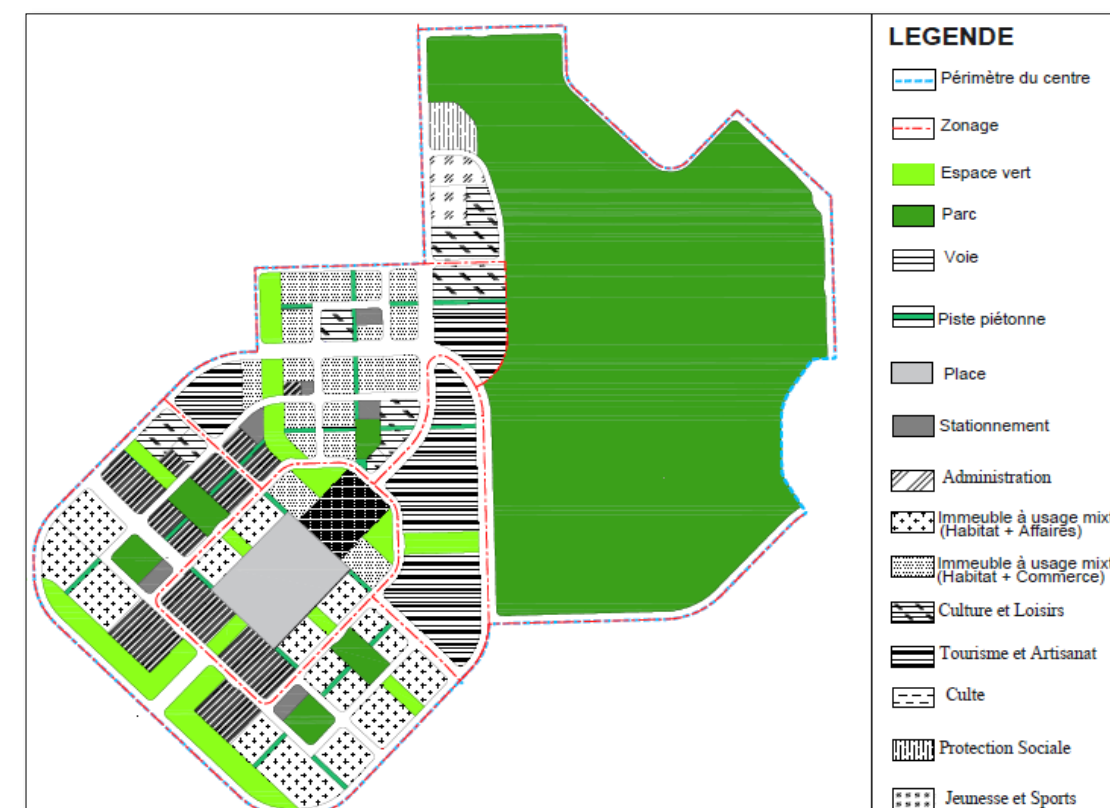 LEGENDE
Périmètre du centre
Zonage
Espace vert
Parc
Voie
Piste piétonne
Place
Stationnement
Administration
Immeuble à usage mixt
(Habitat + Affaires)
Immeuble à usage mixt
(Habitat + Commerce)
Culture et Loisirs
Tourisme et Artisanat
Culte
Protection Sociale
Jeunesse et Sports